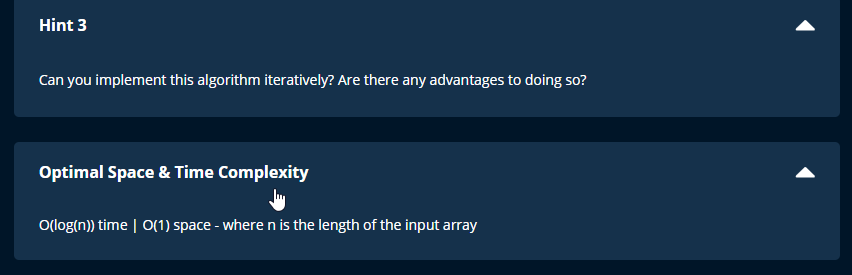 Hint 3
Can you implement this algorithm iteratively? Are there any advantages to doing so?
Optimal Space & Time Complexity
O(log(n)) time | O(1) space - where n is the length of the input array